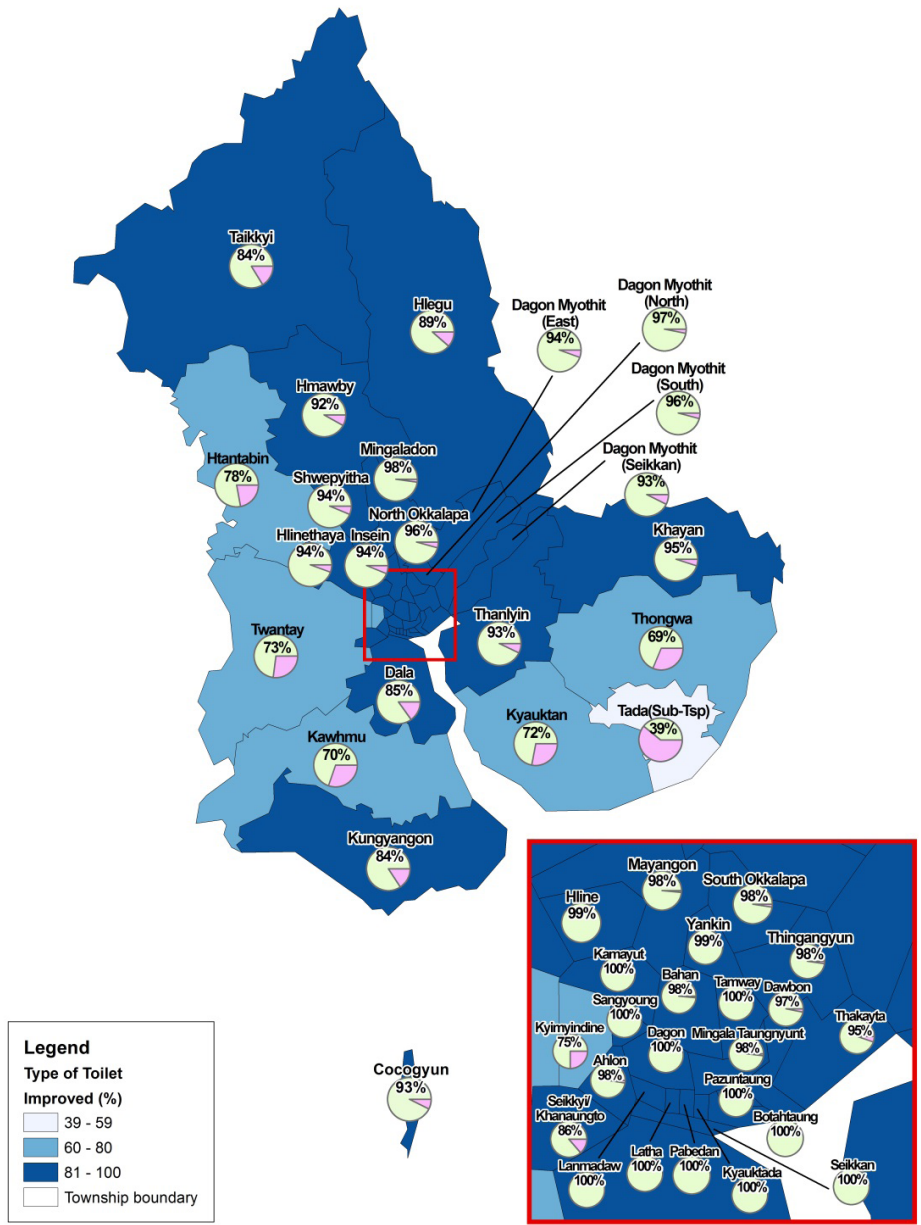 Taikkyi
84%
Hlegu
89%
Dagon Myothit
(East)
94%
Dagon Myothit
(North)
97%
Dagon Myothit
(South)
96%
Dagon Myothit
(Seikkan)
93%
Hmawby
92%
Mingaladon
98%
Htantabin
78%
Shwepyitha
94%
North Okkalapa
96%
Hlinethaya
94%
Insein
94%
Khayan
95%
Twantay
73%
Thanlyin
93%
Thongwa
69%
Dala
85%
Kyauktan
72%
Tada(Sub-Tsp)
39%
Kawhmu
70%
Kungyangon
84%
Cocogyun
93%
Mayangon
98%
South Okkalapa
98%
Hline
99%
Yankin
99%
Thingangyun
98%
Kamayut
100%
Bahan
98%
Tamway
100%
Dawbon
97%
Sangyoung
100%
Thakayta
95%
Kyimyindine
75%
Dagon
100%
Mingala Taungnyunt
98%
Ahlon
98%
Pazuntaung
100%
Seikkyi/
Khanaungto
86%
Botahtaung
100%
Lanmadaw
100%
Latha
100%
Pabedan
100%
Kyauktada
100%
Seikkan
100%
Legend
Type of Toilet
Improved (%)
39 - 59
60 - 80
81 - 100
Township boundary